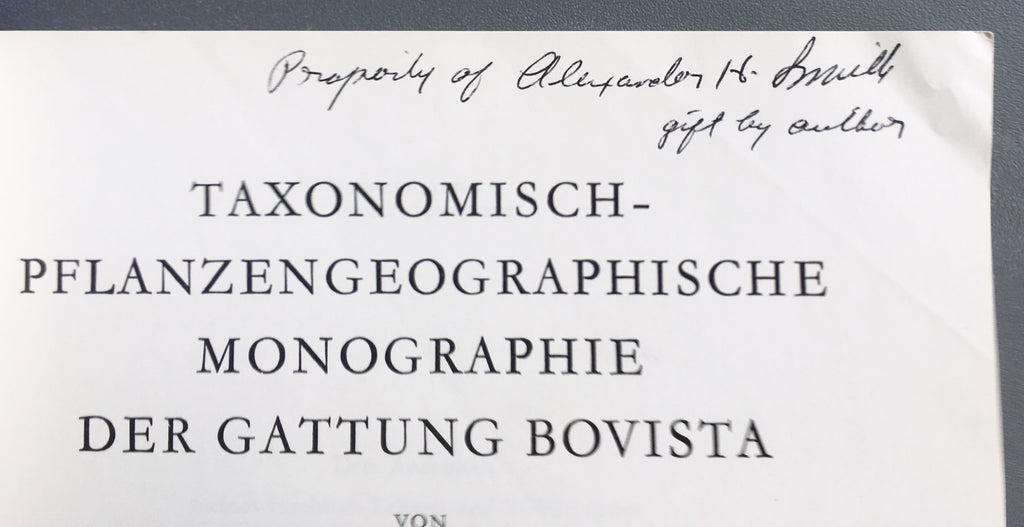 Property of Alexander H. Smith
gift by author
TAXONOMISCH-
PFLANZENGEOGRAPHISCHE
MONOGRAPHIE
DER GATTUNG BOVISTA
VON